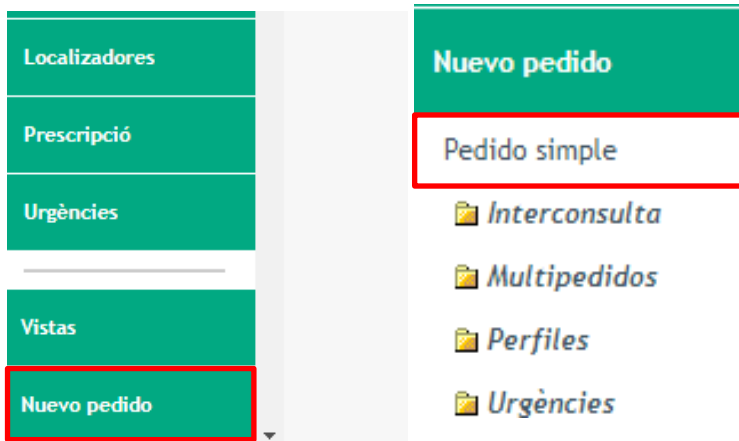 Localizadores
Prescripció
Urgències
Vistas
Nuevo pedido
Nuevo pedido
Pedido simple
Interconsulta
Multipedidos
Perfiles
Urgències